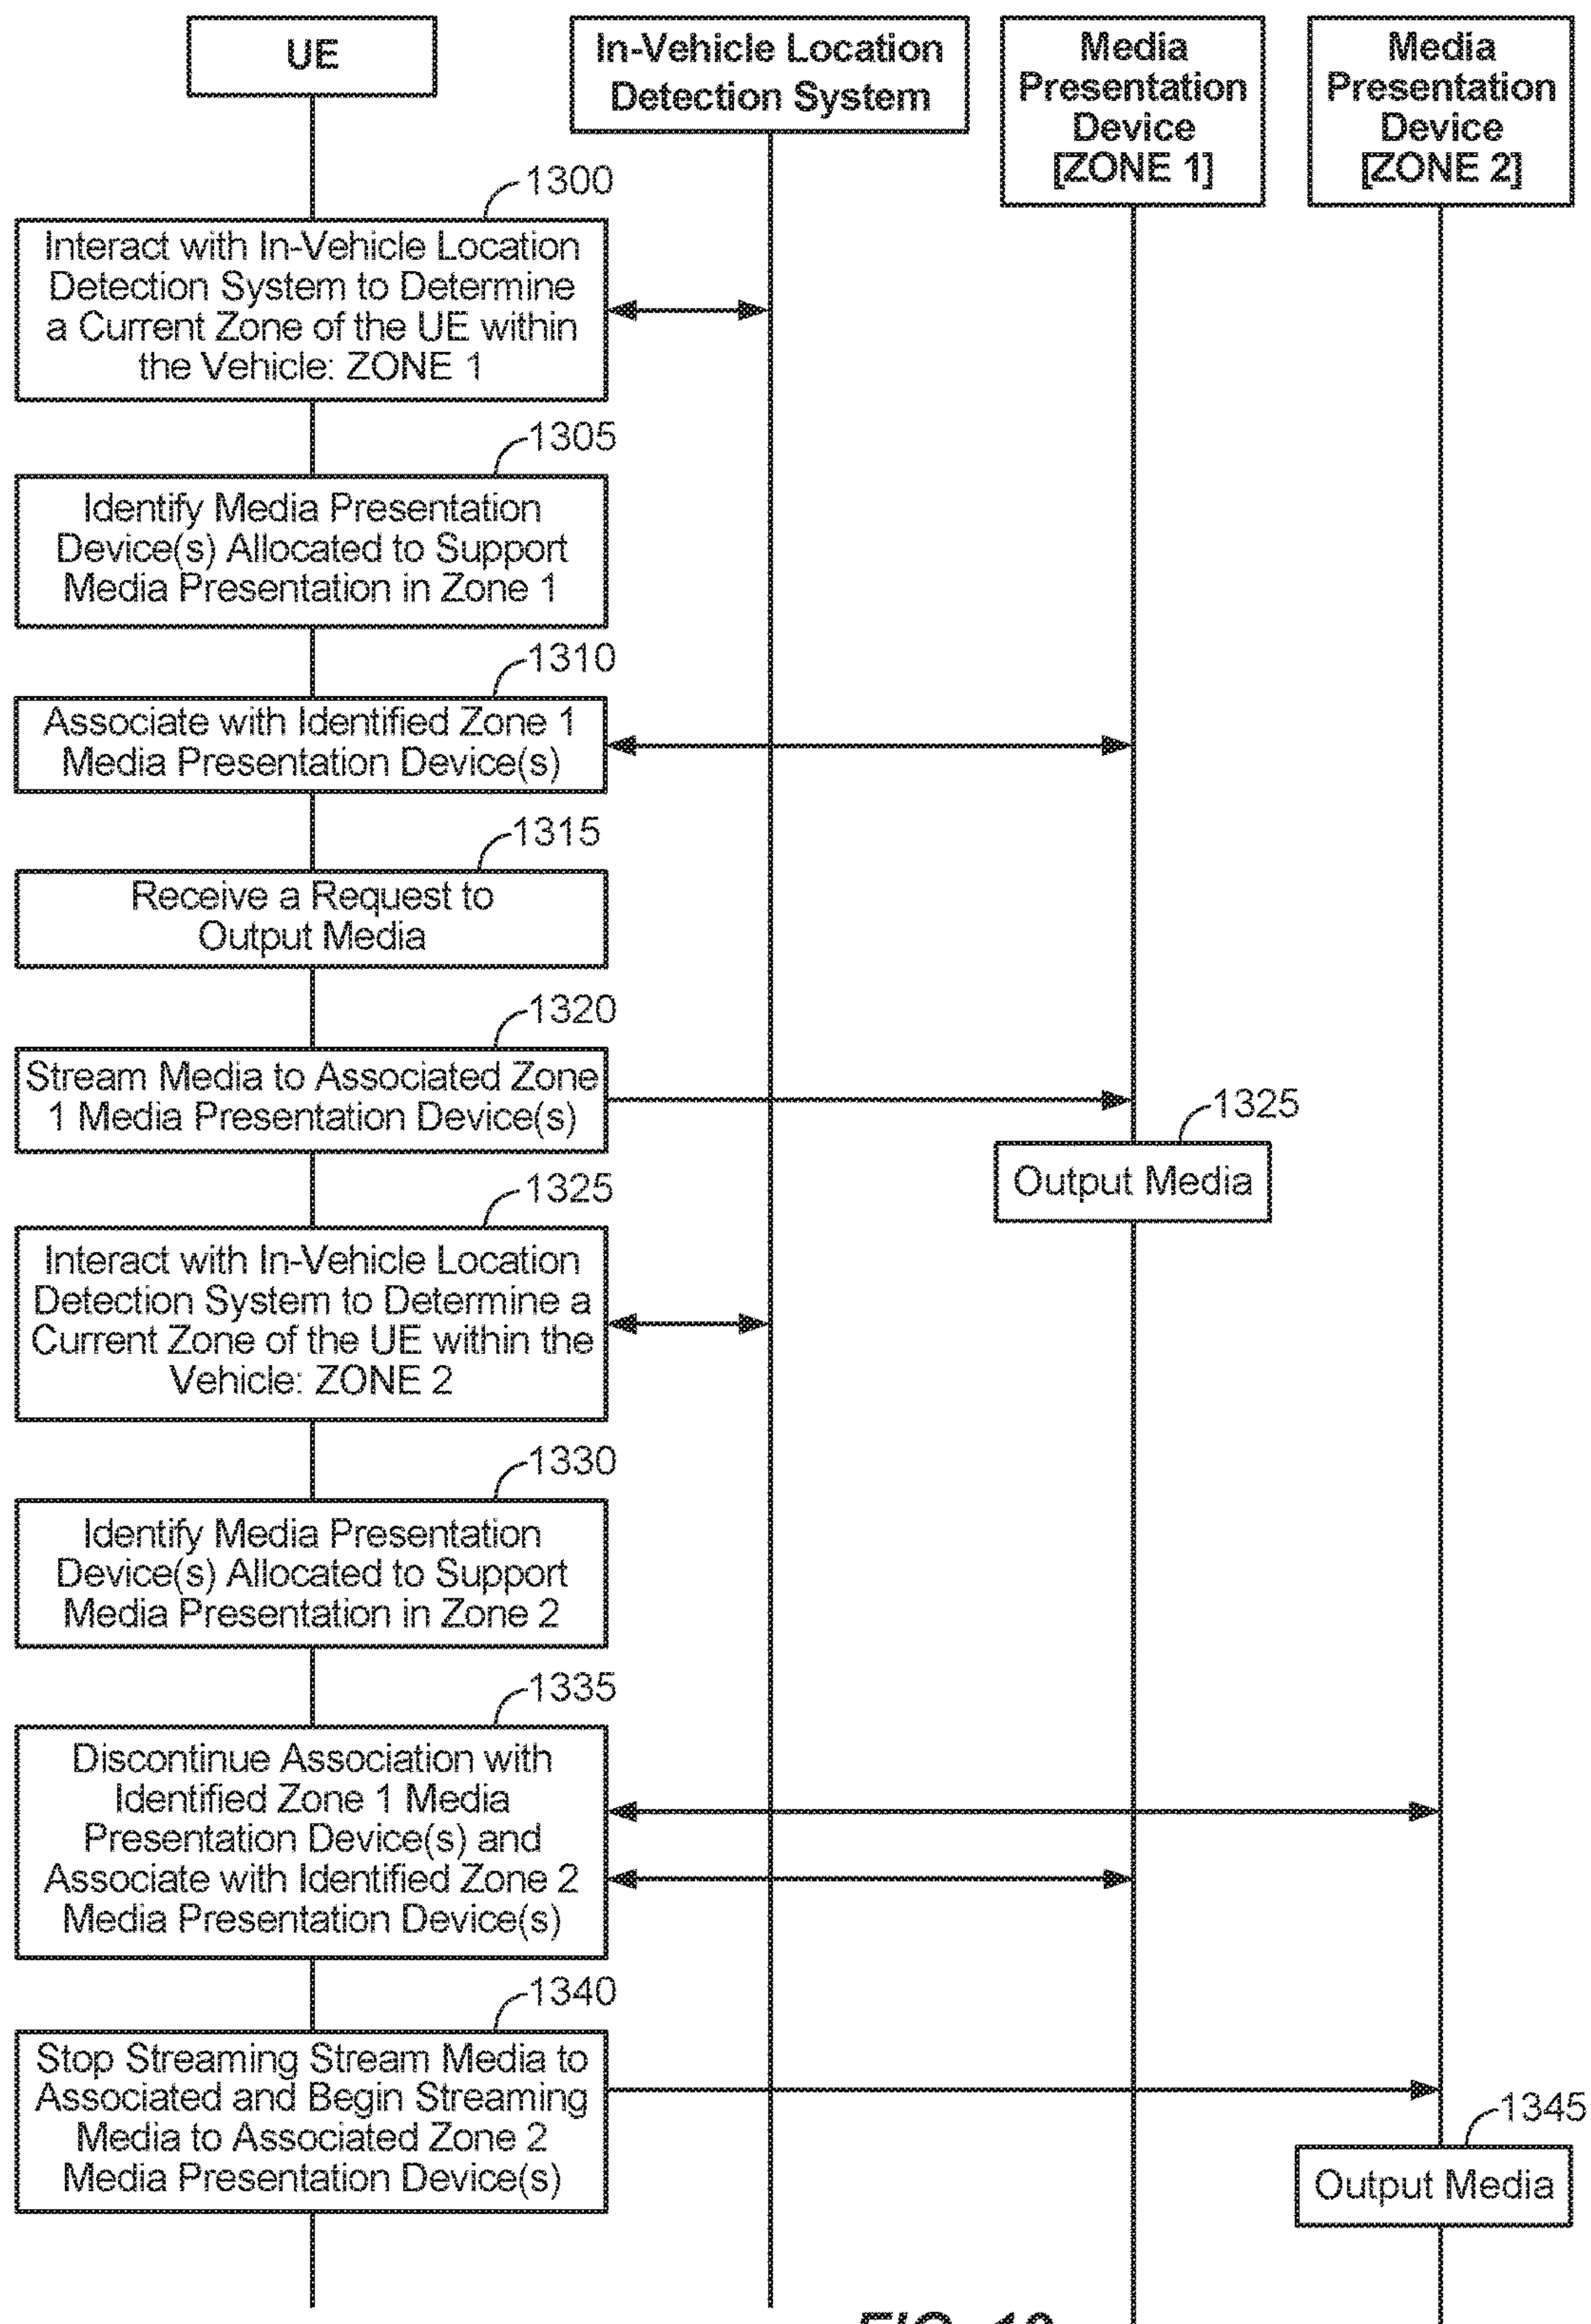 UE
In-Vehicle Location
Detection System
Media
Presentation
Device
[ZONE 1]
Media
Presentation
Device
[ZONE 2]
1300
Interact with In-Vehicle Location
Detection System to Determine
a Current Zone of the UE within
the Vehicle: ZONE 1
1305
Identify Media Presentation
Device(s) Allocated to Support
Media Presentation in Zone 1
1310
Associate with Identified Zone 1
Media Presentation Device(s)
1315
Receive a Request to
Output Media
1320
Stream Media to Associated Zone
1 Media Presentation Device(s)
1325
Output Media
1325
Interact with In-Vehicle Location
Detection System to Determine a
Current Zone of the UE within the
Vehicle: ZONE 2
1330
Identify Media Presentation
Device(s) Allocated to Support
Media Presentation in Zone 2
1335
Discontinue Association with
Identified Zone 1 Media
Presentation Device(s) and
Associate with Identified Zone 2
Media Presentation Device(s)
1340
Stop Streaming Stream Media to
Associated and Begin Streaming
Media to Associated Zone 2
Media Presentation Device(s)
1345
Output Media